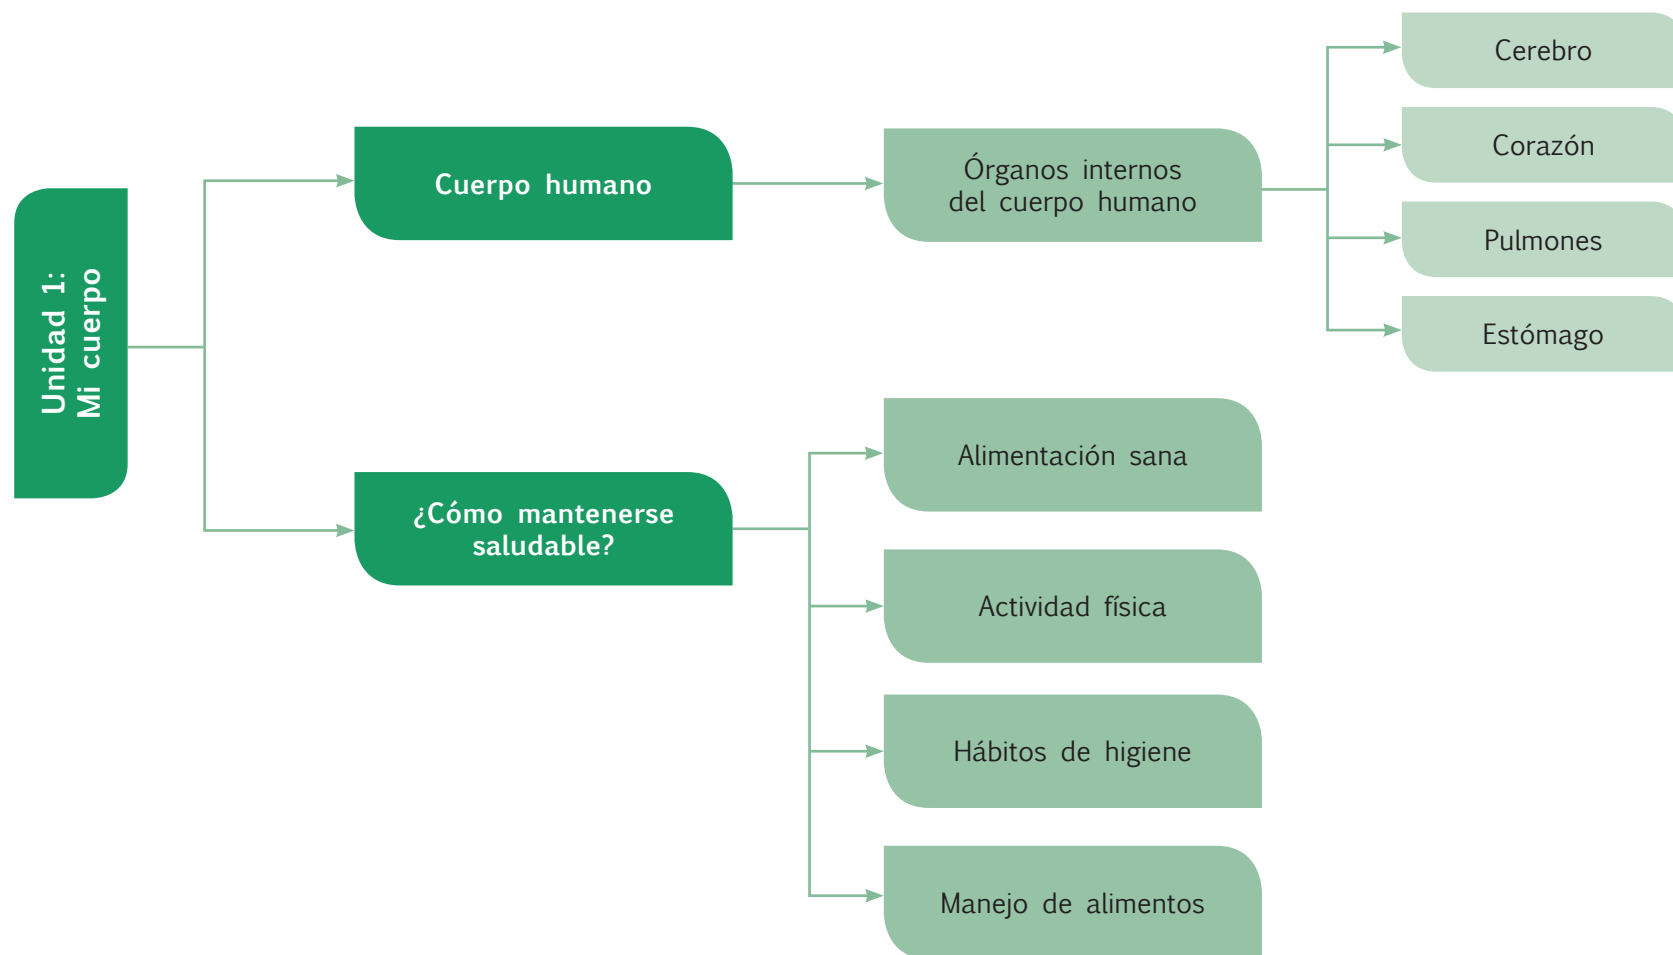 Unidad 1:
Mi cuerpo
Cuerpo humano
Órganos internos
del cuerpo humano
Cerebro
Corazón
Pulmones
Estómago
¿Cómo mantenerse
saludable?
Alimentación sana
Actividad física
Hábitos de higiene
Manejo de alimentos